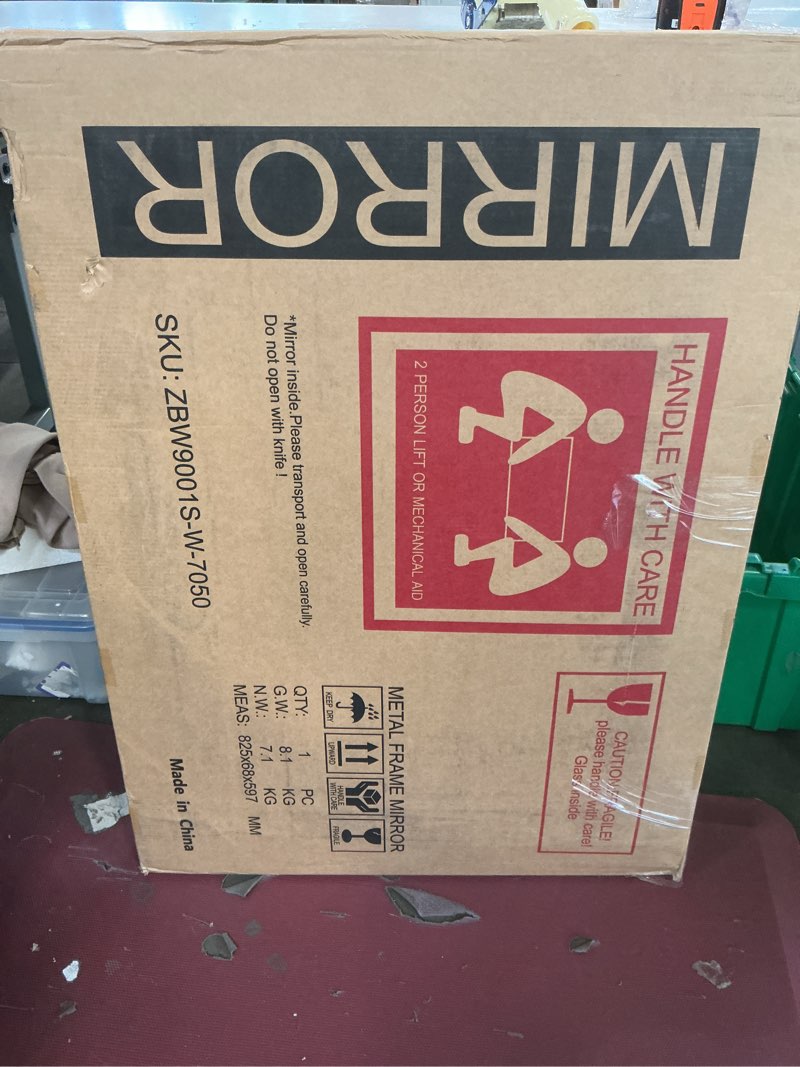 MIRROR
HANDLE WITH CARE
2 PERSON LIFT OR MECHANICAL AID
CAUTION FRAGILE!
please handle with care!
Glass inside
*Mirror inside.Please transport and open carefully.
Do not open with knife !
SKU: ZBW9001S-W-7050
METAL FRAME MIRROR
KEEP DRY
UPWARD
HANDLE
WITH CARE
FRAGILE
QTY: 1 PC
G.W.: 8.1 KG
N.W.: 7.1 KG
MEAS: 825x68x597 MM
Made in China